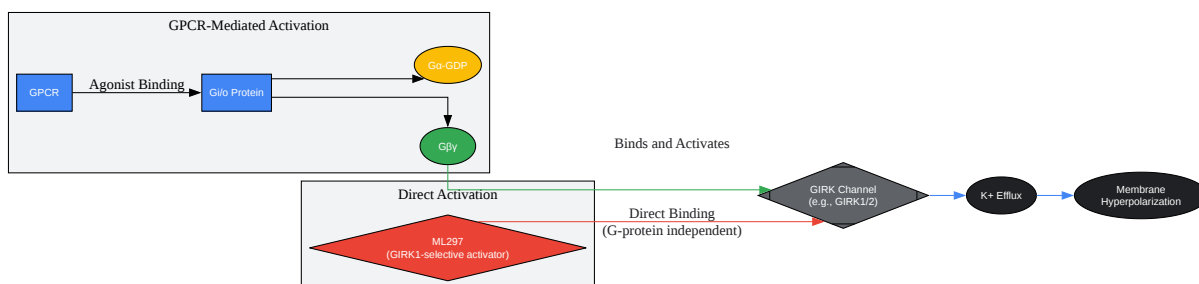 GPCR-Mediated Activation
GPCR
Agonist Binding
Gi/o Protein
Gα-GDP
Gβγ
Binds and Activates
Direct Activation
ML297
(GIRK1-selective activator)
Direct Binding
(G-protein independent)
GIRK Channel
(e.g., GIRK1/2)
K+ Efflux
Membrane
Hyperpolarization